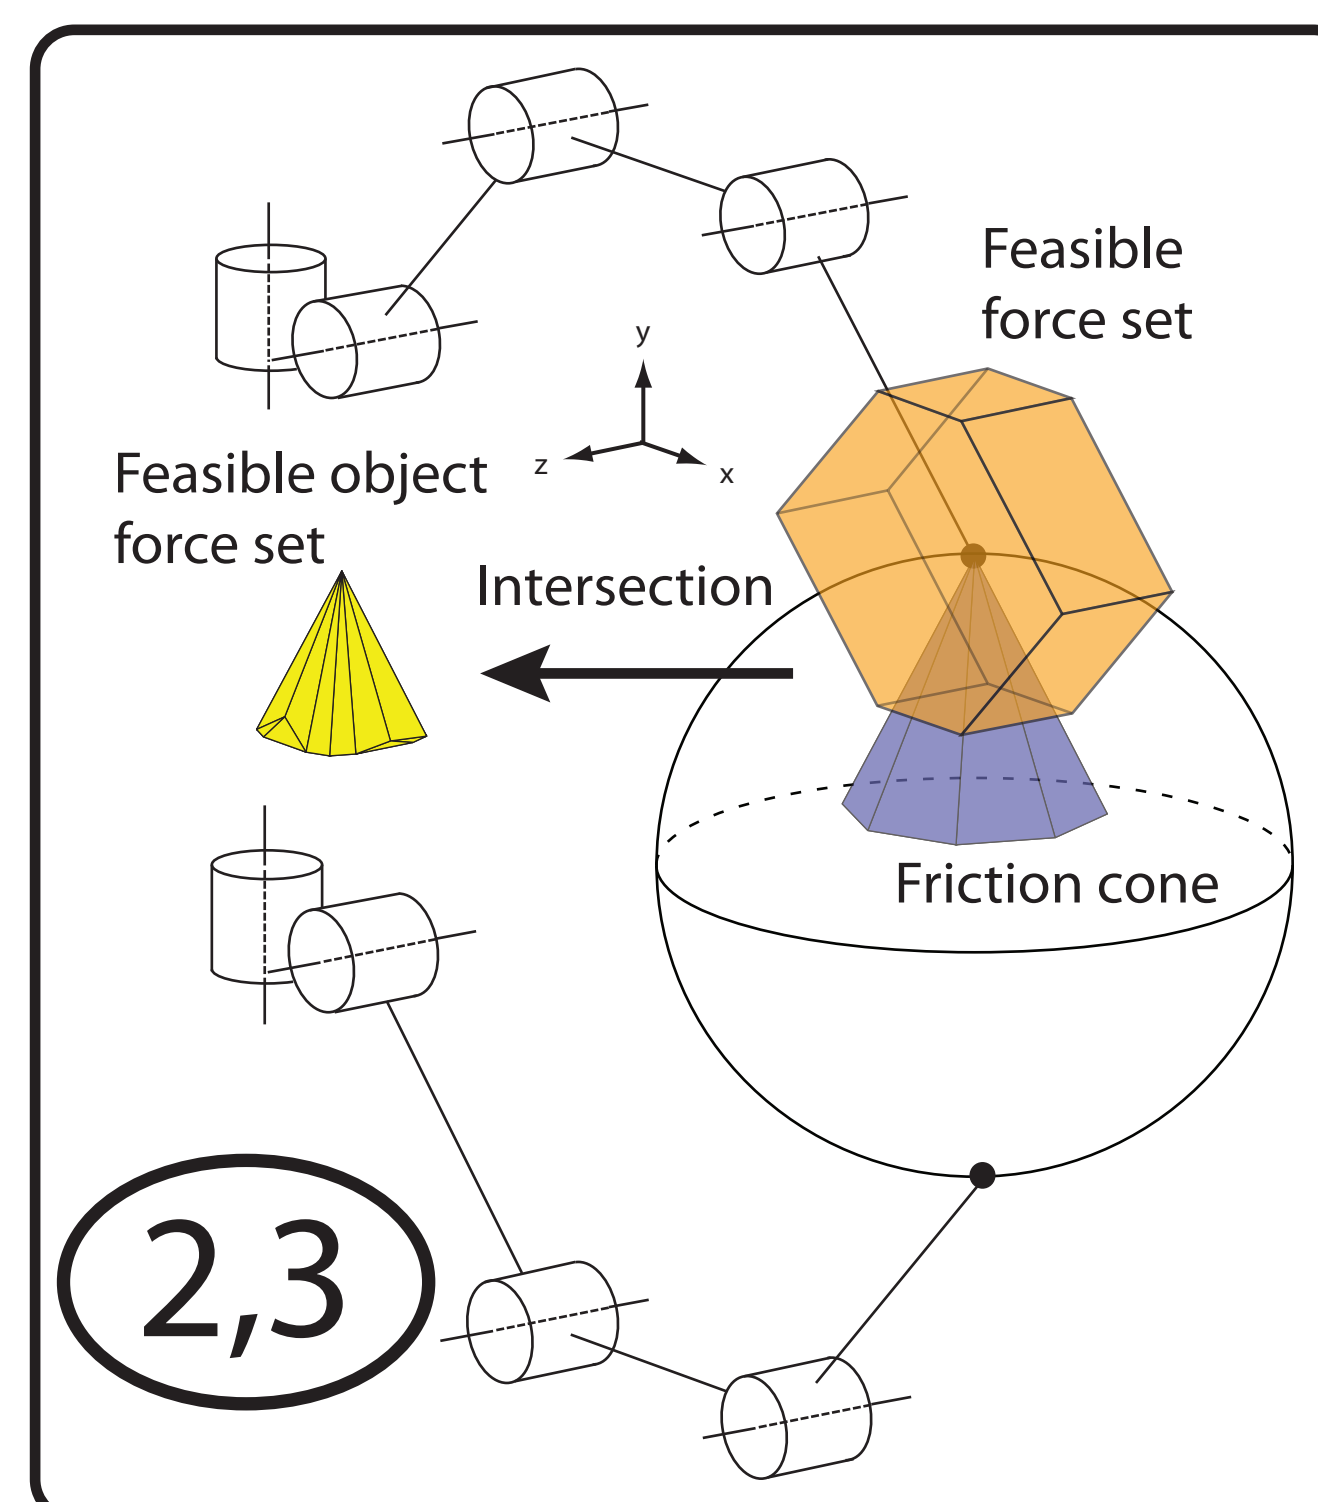 Feasible
force set
y
z
x
Feasible object
force set
Intersection
Friction cone
2,3